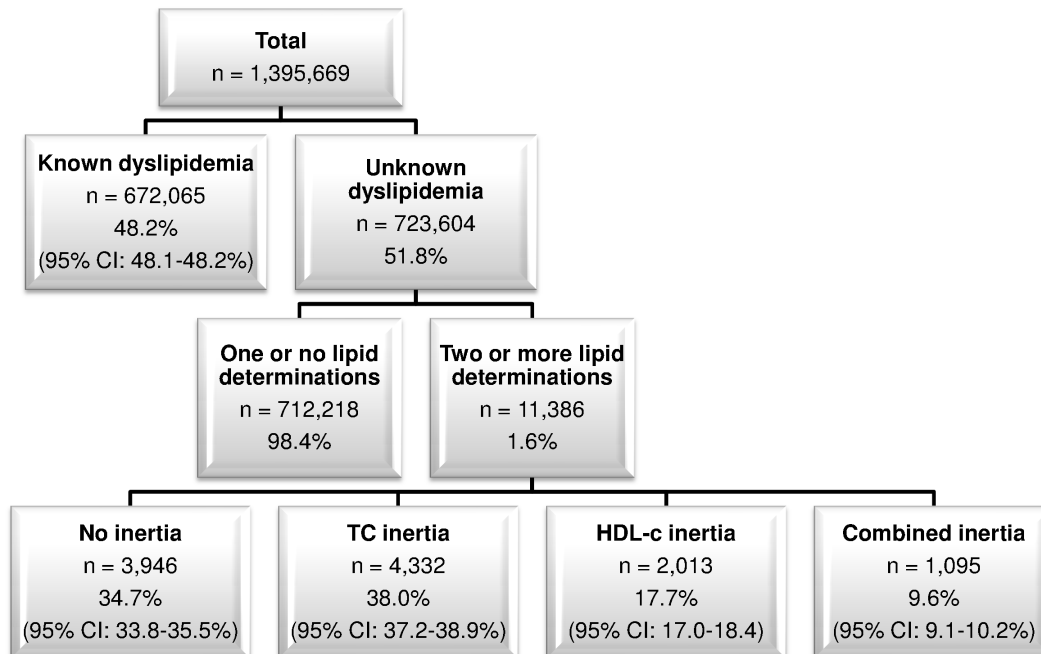 Total
n = 1,395,669
Known dyslipidemia
n = 672,065
48.2%
(95% CI: 48.1-48.2%)
Unknown
dyslipidemia
n = 723,604
51.8%
One or no lipid
determinations
n = 712,218
98.4%
Two or more lipid
determinations
n = 11,386
1.6%
No inertia
n = 3,946
34.7%
(95% CI: 33.8-35.5%)
TC inertia
n = 4,332
38.0%
(95% CI: 37.2-38.9%)
HDL-c inertia
n = 2,013
17.7%
(95% CI: 17.0-18.4)
Combined inertia
n = 1,095
9.6%
(95% CI: 9.1-10.2%)